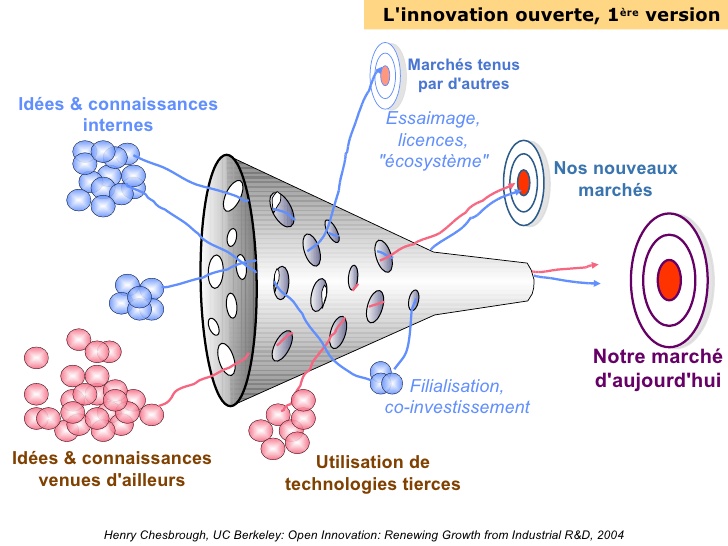 L'innovation ouverte, 1ère version
Marchés tenus
par d'autres
Idées & connaissances
internes
Essaimage,
licences,
"écosystème"
Nos nouveaux
marchés
Notre marché
d'aujourd'hui
Filialisation,
co-investissement
Idées & connaissances
venues d'ailleurs
Utilisation de
technologies tierces
Henry Chesbrough, UC Berkeley: Open Innovation: Renewing Growth from Industrial R&D, 2004